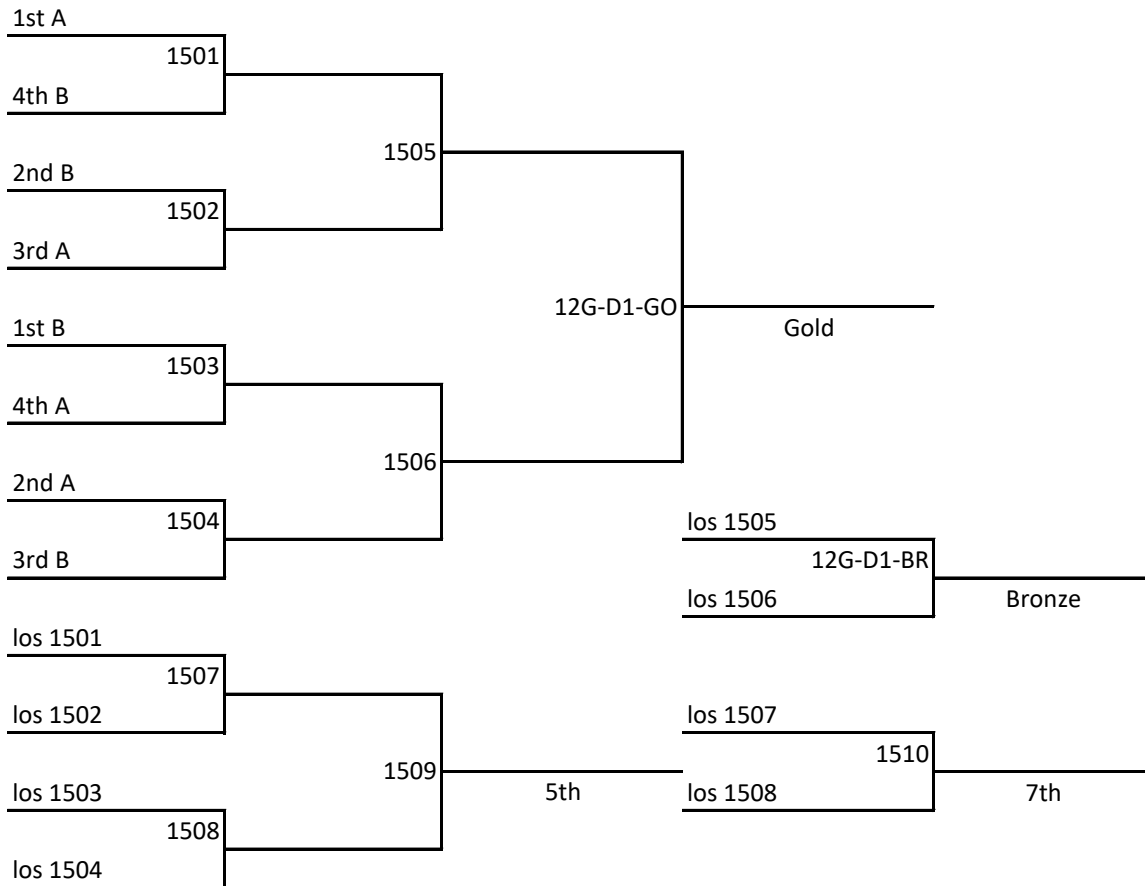 1st A
1501
4th B
1505
2nd B
1502
3rd A
12G-D1-GO
Gold
1st B
1503
4th A
1506
2nd A
1504
3rd B
los 1505
12G-D1-BR
los 1506
Bronze
los 1501
1507
los 1502
1509
5th
los 1503
1508
los 1504
los 1507
1510
los 1508
7th